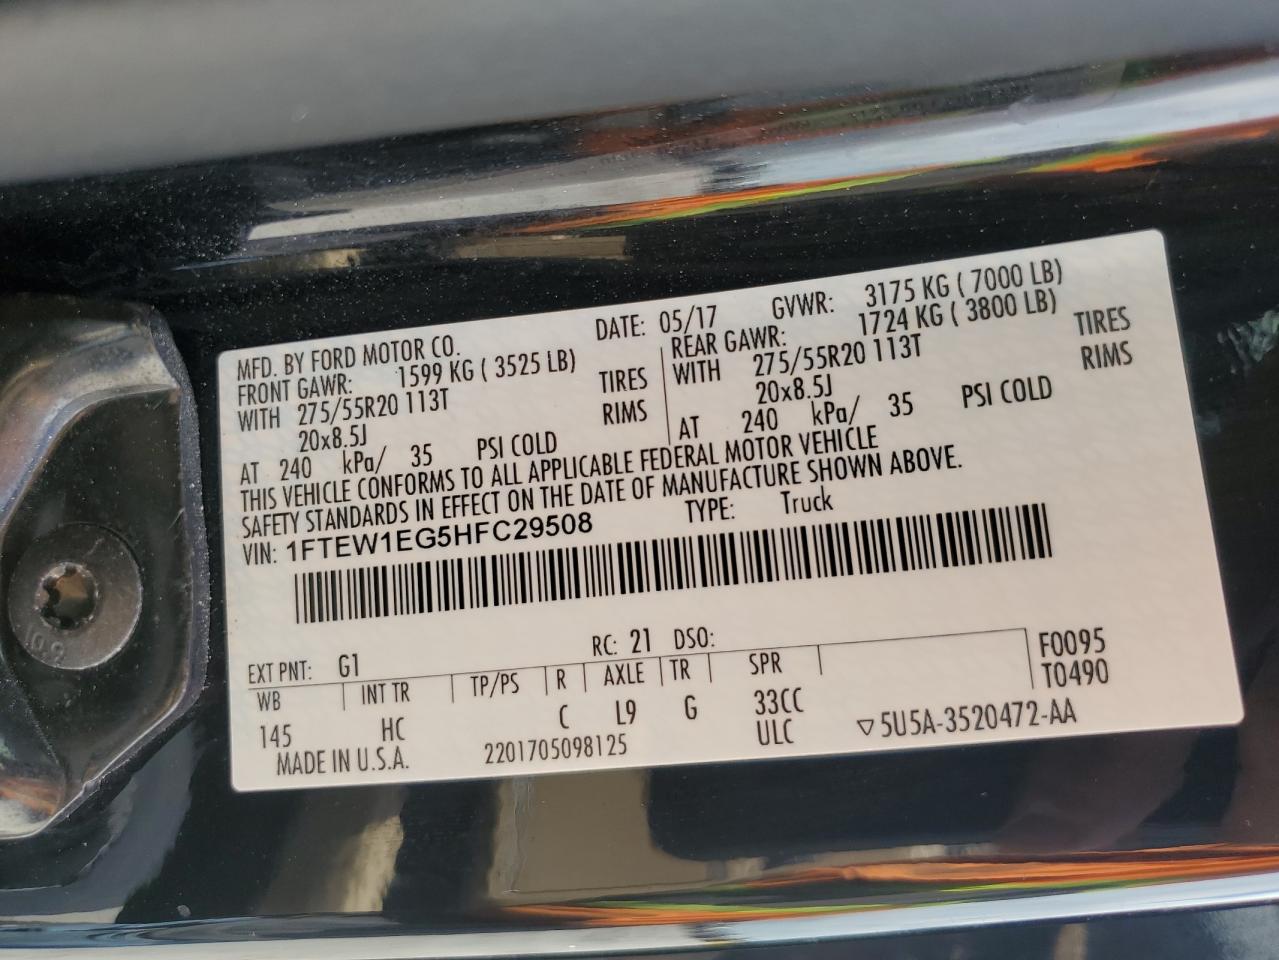 MFD. BY FORD MOTOR CO. DATE: 05/17 GVWR: 3175 KG ( 7000 LB)
FRONT GAWR: 1599 KG ( 3525 LB) REAR GAWR: 1724 KG ( 3800 LB)
WITH 275/55R20 113T TIRES WITH 275/55R20 113T TIRES
20x8.5J RIMS 20x8.5J RIMS
AT 240 kPa/ 35 PSI COLD AT 240 kPa/ 35 PSI COLD
THIS VEHICLE CONFORMS TO ALL APPLICABLE FEDERAL MOTOR VEHICLE
SAFETY STANDARDS IN EFFECT ON THE DATE OF MANUFACTURE SHOWN ABOVE.
VIN: 1FTEW1EG5HFC29508 TYPE: Truck
EXT PNT: G1 RC: 21 DSO: F0095
WB INT TR TP/PS R AXLE TR SPR T0490
145 HC C L9 G 33CC
ULC ▽5U5A-3520472-AA
MADE IN U.S.A. 2201705098125
10.9